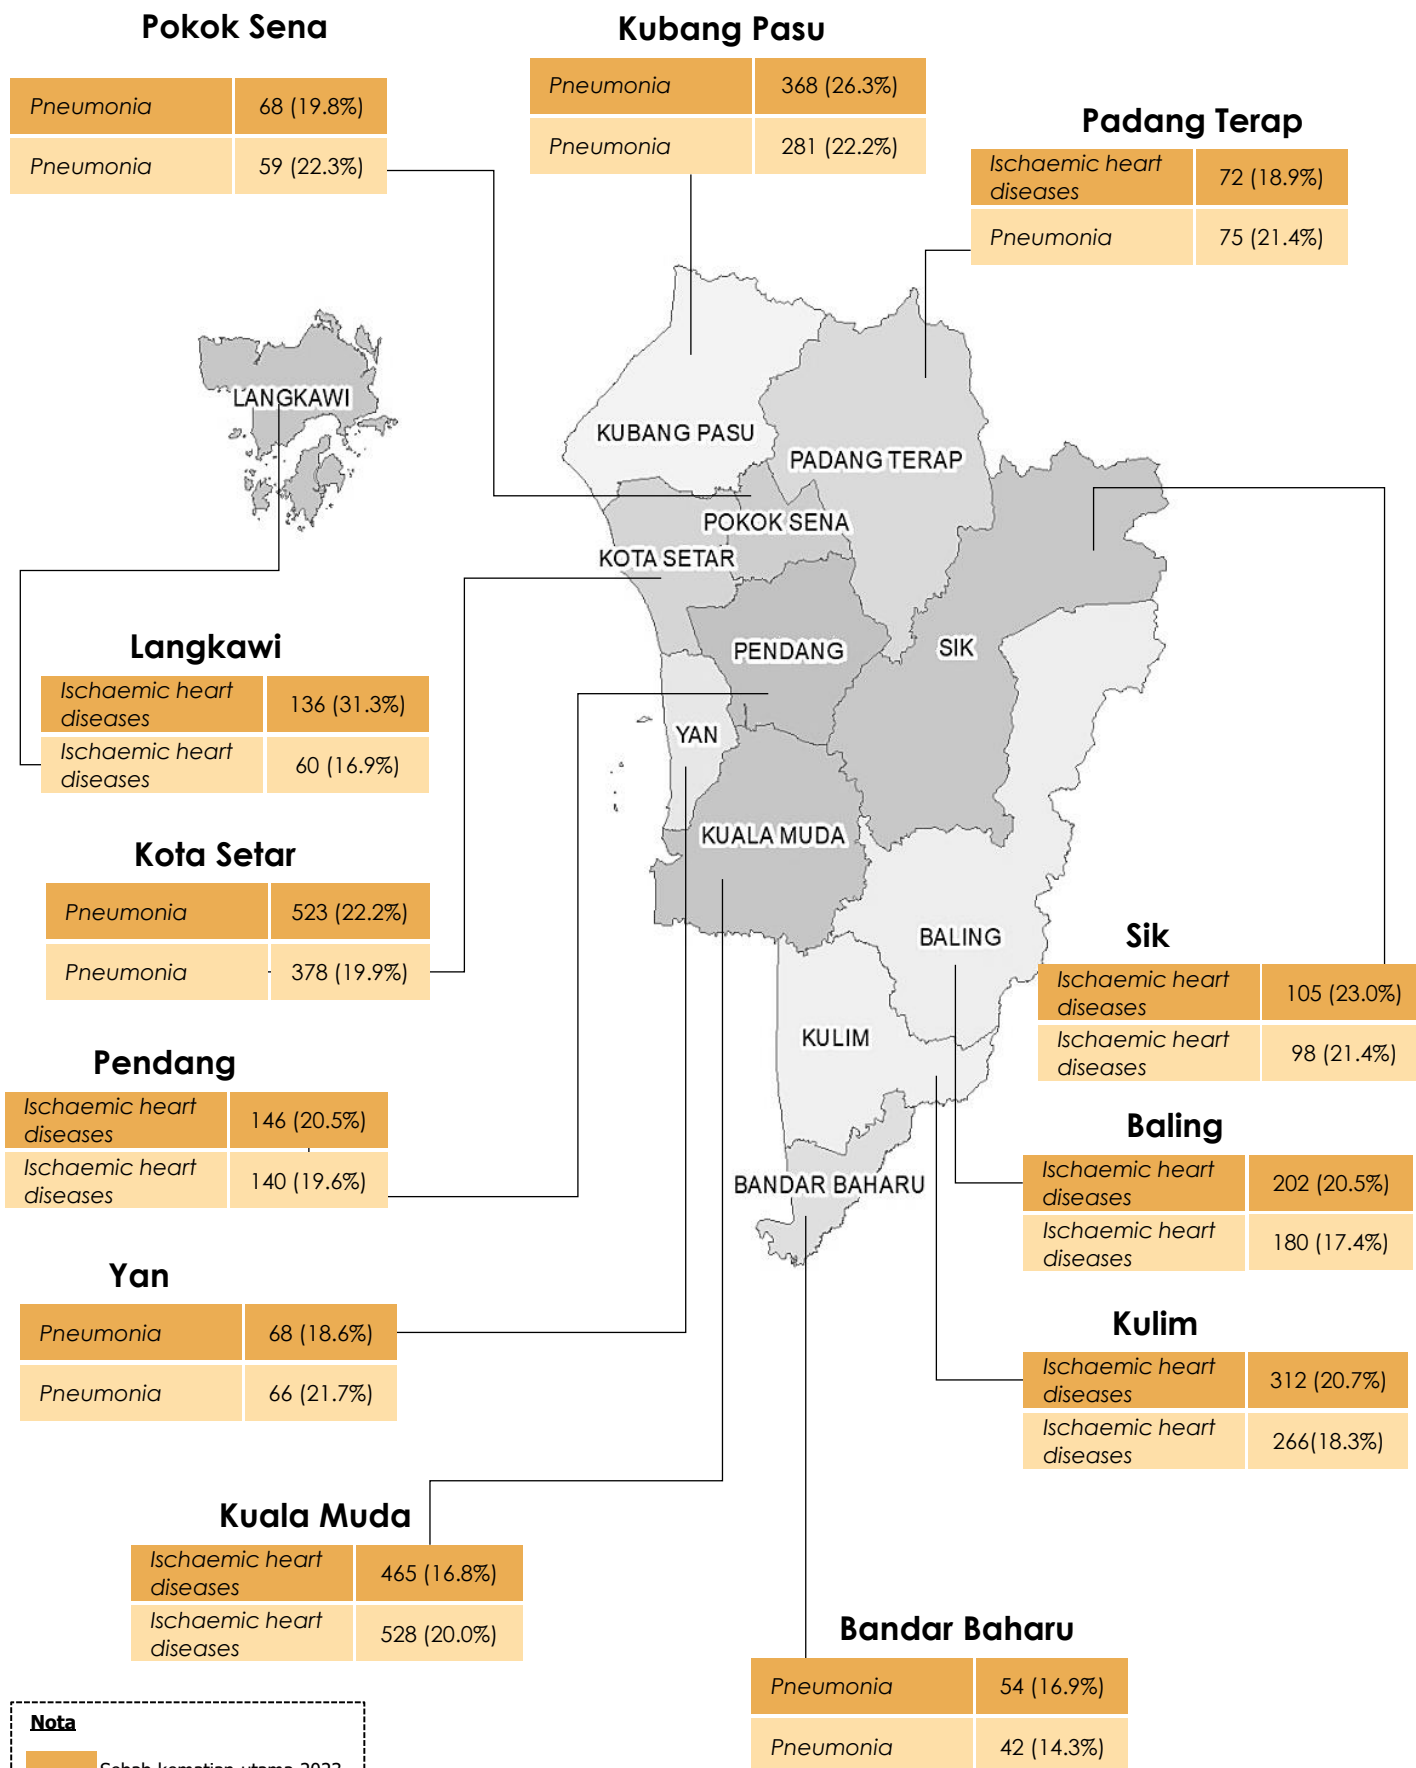 Pokok Sena
Pneumonia 68 (19.8%)
Pneumonia 59 (22.3%)
Kubang Pasu
Pneumonia 368 (26.3%)
Pneumonia 281 (22.2%)
Padang Terap
Ischaemic heart
diseases 72 (18.9%)
Pneumonia 75 (21.4%)
LANGKAWI
KUBANG PASU
PADANG TERAP
POKOK SENA
KOTA SETAR
PENDANG
SIK
YAN
KUALA MUDA
BALING
KULIM
BANDAR BAHARU
Langkawi
Ischaemic heart
diseases 136 (31.3%)
Ischaemic heart
diseases 60 (16.9%)
Kota Setar
Pneumonia 523 (22.2%)
Pneumonia 378 (19.9%)
Sik
Ischaemic heart
diseases 105 (23.0%)
Ischaemic heart
diseases 98 (21.4%)
Pendang
Ischaemic heart
diseases 146 (20.5%)
Ischaemic heart
diseases 140 (19.6%)
Baling
Ischaemic heart
diseases 202 (20.5%)
Ischaemic heart
diseases 180 (17.4%)
Yan
Pneumonia 68 (18.6%)
Pneumonia 66 (21.7%)
Kulim
Ischaemic heart
diseases 312 (20.7%)
Ischaemic heart
diseases 266(18.3%)
Kuala Muda
Ischaemic heart
diseases 465 (16.8%)
Ischaemic heart
diseases 528 (20.0%)
Bandar Baharu
Pneumonia 54 (16.9%)
Pneumonia 42 (14.3%)
Nota
Sebab kematian utama